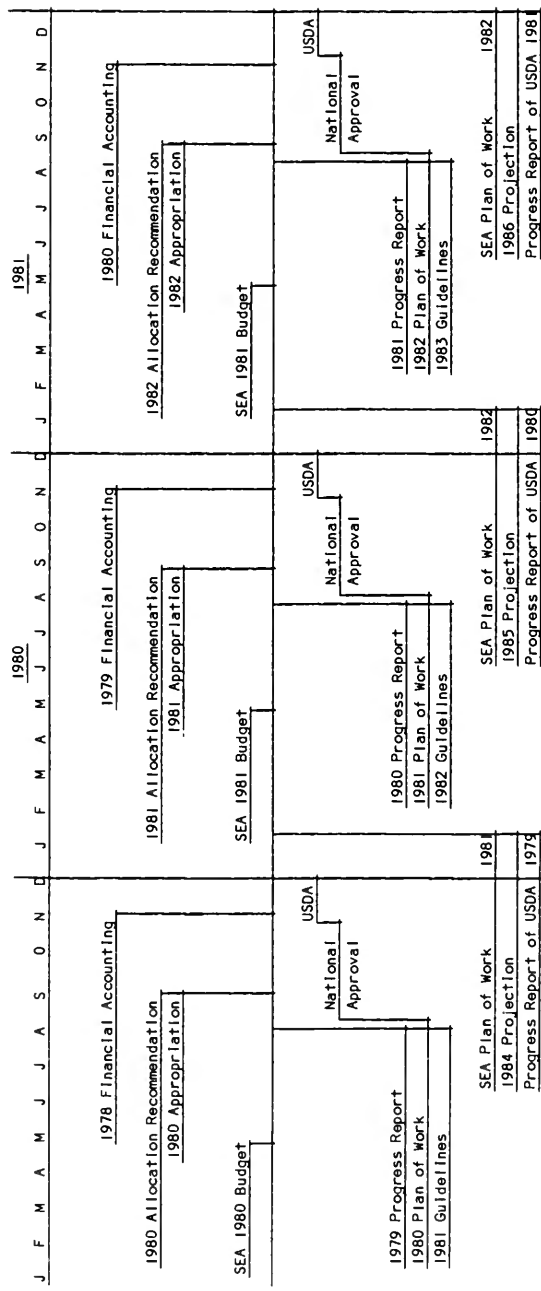 J F M A M J J A S O N D
1978 Financial Accounting
1980 Allocation Recommendation
1980 Appropriation
SEA 1980 Budget
USDA
National
Approval
1979 Progress Report
1980 Plan of Work
1981 Guidelines
SEA Plan of Work 1981
1984 Projection
Progress Report of USDA 1979
1980
J F M A M J J A S O N D
1979 Financial Accounting
1981 Allocation Recommendation
1981 Appropriation
SEA 1981 Budget
USDA
National
Approval
1980 Progress Report
1981 Plan of Work
1982 Guidelines
SEA Plan of Work 1982
1985 Projection
Progress Report of USDA 1980
1981
J F M A M J J A S O N D
1980 Financial Accounting
1982 Allocation Recommendation
1982 Appropriation
SEA 1981 Budget
USDA
National
Approval
1981 Progress Report
1982 Plan of Work
1983 Guidelines
SEA Plan of Work 1982
1986 Projection
Progress Report of USDA 1981